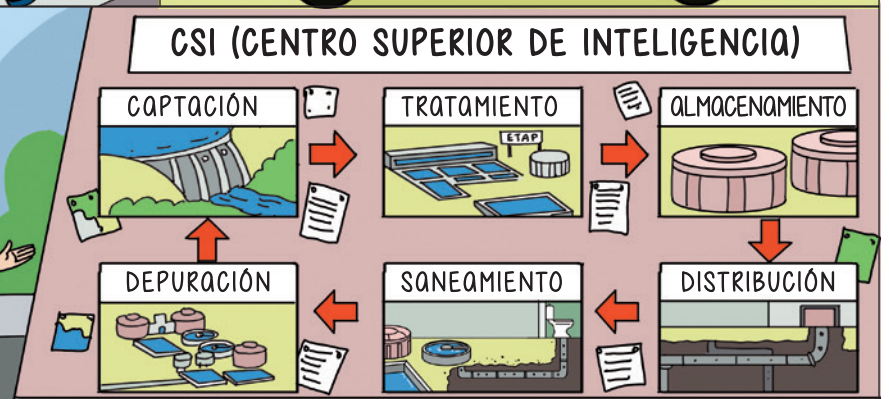 CSI (CENTRO SUPERIOR DE INTELIGENCIA)
CAPTACIÓN
TRATAMIENTO
ETAP
ALMACENAMIENTO
DEPURACIÓN
SANEAMIENTO
DISTRIBUCIÓN